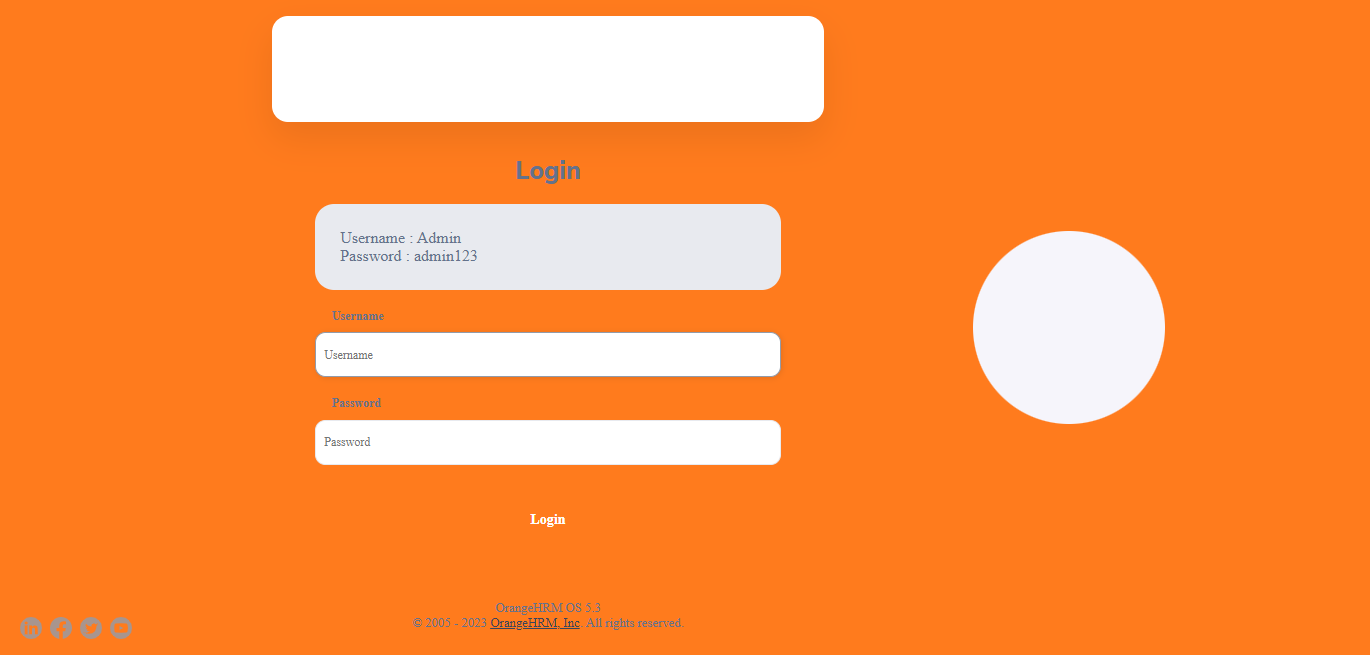 Login
Username : Admin
Password : admin123
Username
Username
Password
Password
Login
OrangeHRM OS 5.3
© 2005 - 2023 OrangeHRM, Inc. All rights reserved.